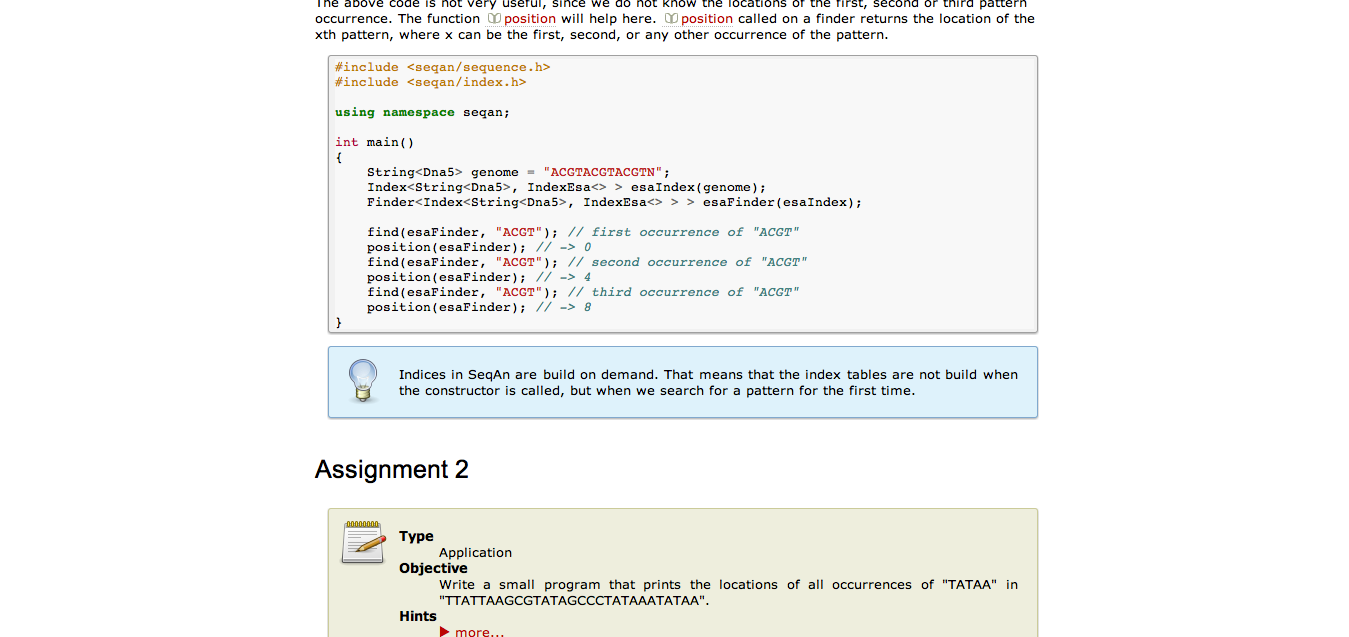 The above code is not very useful, since we do not know the locations of the first, second or third pattern
occurrence. The function position will help here. position called on a finder returns the location of the
xth pattern, where x can be the first, second, or any other occurrence of the pattern.
#include <seqan/sequence.h>
#include <seqan/index.h>
using namespace seqan;
int main()
{
String<Dna5> genome = "ACGTACGTACGTN";
Index<String<Dna5>, IndexEsa<> > esaIndex(genome);
Finder<Index<String<Dna5>, IndexEsa<> > > esaFinder(esaIndex);
find(esaFinder, "ACGT"); // first occurrence of "ACGT"
position(esaFinder); // -> 0
find(esaFinder, "ACGT"); // second occurrence of "ACGT"
position(esaFinder); // -> 4
find(esaFinder, "ACGT"); // third occurrence of "ACGT"
position(esaFinder); // -> 8
}
Indices in SeqAn are build on demand. That means that the index tables are not build when
the constructor is called, but when we search for a pattern for the first time.
Assignment 2
Type
Application
Objective
Write a small program that prints the locations of all occurrences of "TATAA" in
"TTATTAAGCGTATAGCCCTATAAATATAA".
Hints
more...